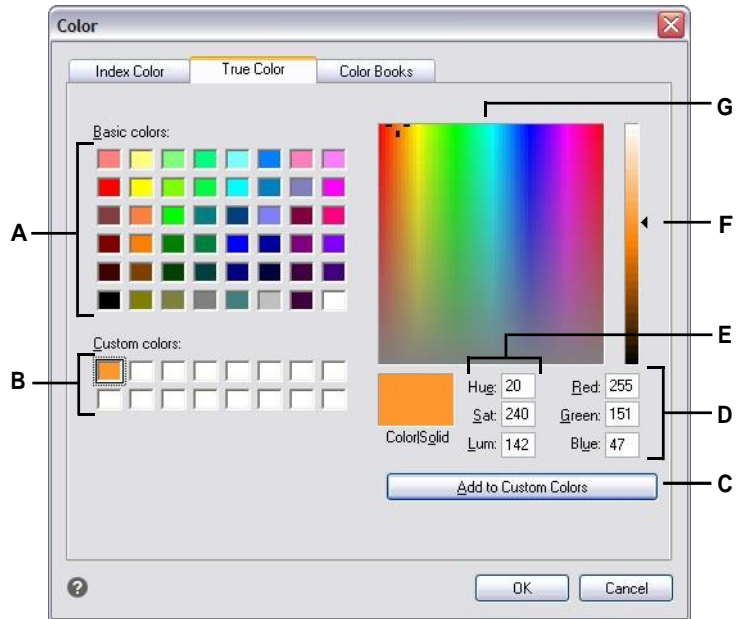 Color
Index Color True Color Color Books
G
Basic colors:
A
F
E
Custom colors:
B
Hue: 20 Red: 255
Sat: 240 Green: 151
D
Color|Solid
Lum: 142 Blue: 47
Add to Custom Colors
C
?
OK Cancel